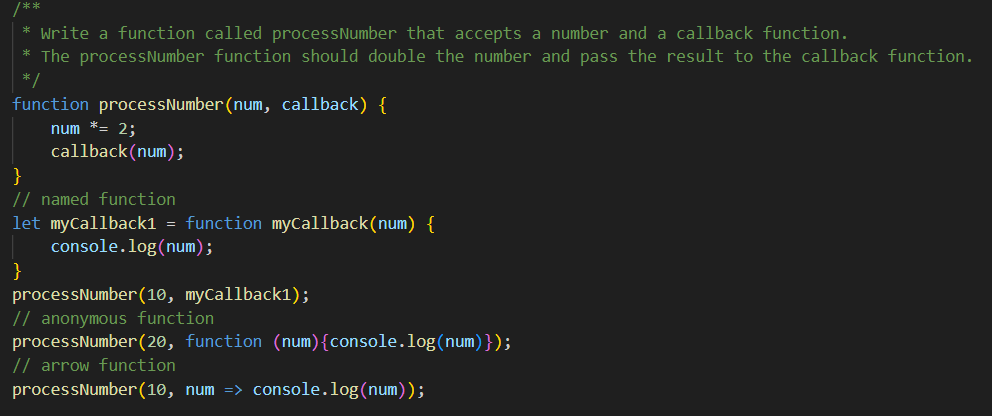 /**
 * Write a function called processNumber that accepts a number and a callback function.
 * The processNumber function should double the number and pass the result to the callback function.
 */
function processNumber(num, callback) {
    num *= 2;
    callback(num);
}
// named function
let myCallback1 = function myCallback(num) {
    console.log(num);
}
processNumber(10, myCallback1);
// anonymous function
processNumber(20, function (num){console.log(num)});
// arrow function
processNumber(10, num => console.log(num));